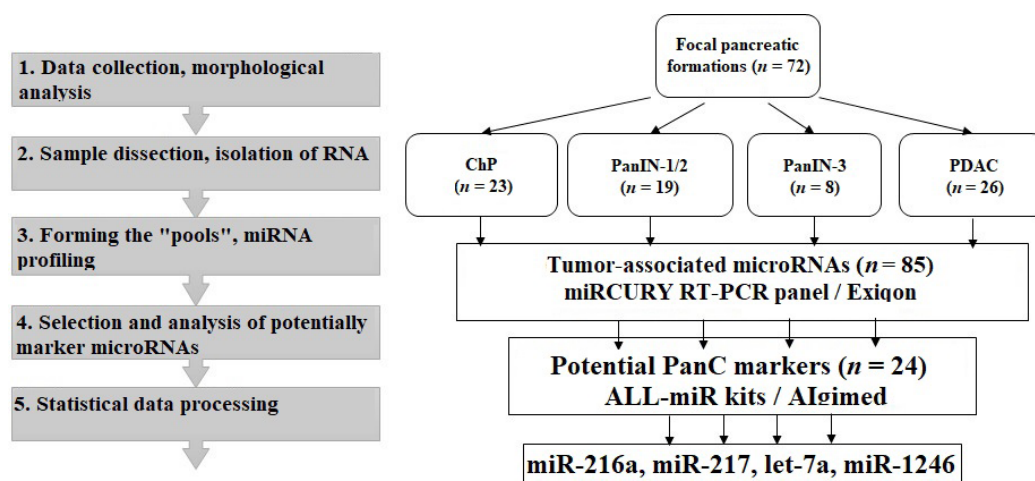 1. Data collection, morphological
analysis
2. Sample dissection, isolation of RNA
3. Forming the "pools", miRNA
profiling
4. Selection and analysis of potentially
marker microRNAs
5. Statistical data processing
Focal pancreatic
formations (n = 72)
ChP
(n = 23)
PanIN-1/2
(n = 19)
PanIN-3
(n = 8)
PDAC
(n = 26)
Tumor-associated microRNAs (n = 85)
miRCURY RT-PCR panel / Exiqon
Potential PanC markers (n = 24)
ALL-miR kits / AIgimed
miR-216a, miR-217, let-7a, miR-1246